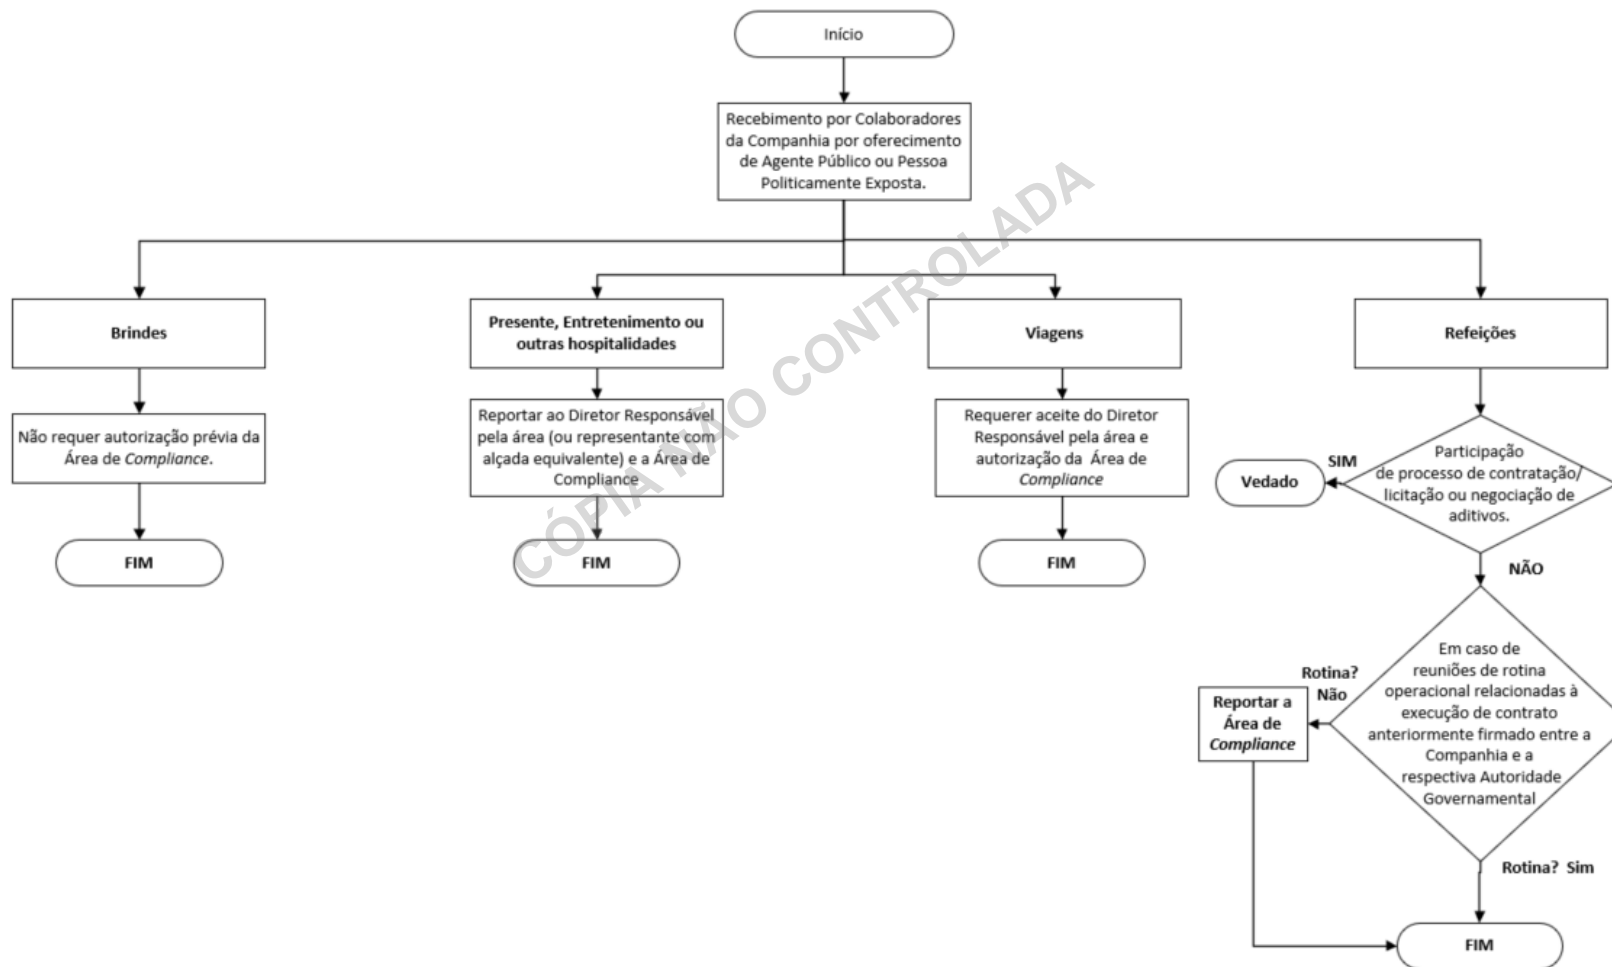 Início
Recebimento por Colaboradores
da Companhia por oferecimento
de Agente Público ou Pessoa
Politicamente Exposta.
Brindes
Não requer autorização prévia da
Área de Compliance.
FIM
Presente, Entretenimento ou
outras hospitalidades
Reportar ao Diretor Responsável
pela área (ou representante com
alçada equivalente) e a Área de
Compliance
FIM
Viagens
Requerer aceite do Diretor
Responsável pela área e
autorização da Área de
Compliance
FIM
Refeições
Participação
de processo de contratação/
licitação ou negociação de
aditivos.
SIM
Vedado
NÃO
Em caso de
reuniões de rotina
operacional relacionadas à
execução de contrato
anteriormente firmado entre a
Companhia e a
respectiva Autoridade
Governamental
Rotina?
Não
Reportar a
Área de
Compliance
Rotina? Sim
FIM
CÓPIA NÃO CONTROLADA